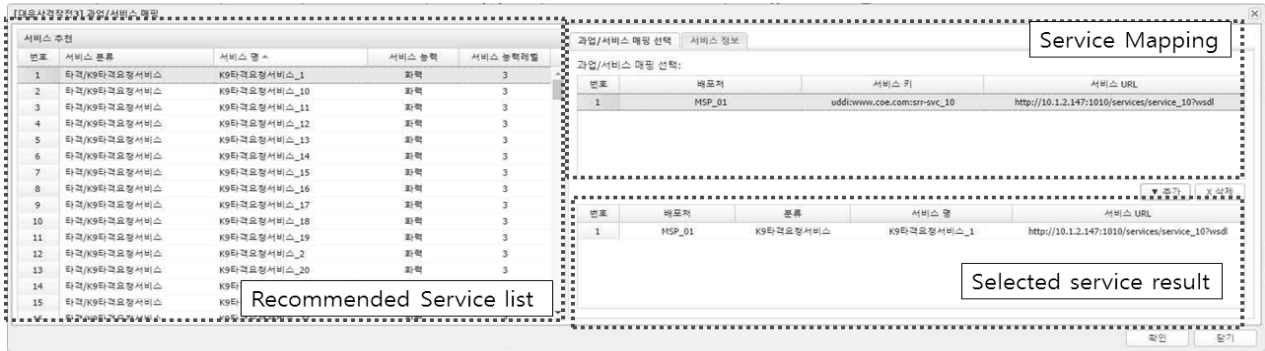 [대응사격작전3] 과업/서비스 매핑
서비스 추천
번호 서비스 분류 서비스 명 서비스 능력 서비스 능력레벨
1 타격/K9타격요청서비스 K9타격요청서비스_1 화력 3
2 타격/K9타격요청서비스 K9타격요청서비스_10 화력 3
3 타격/K9타격요청서비스 K9타격요청서비스_11 화력 3
4 타격/K9타격요청서비스 K9타격요청서비스_12 화력 3
5 타격/K9타격요청서비스 K9타격요청서비스_13 화력 3
6 타격/K9타격요청서비스 K9타격요청서비스_14 화력 3
7 타격/K9타격요청서비스 K9타격요청서비스_15 화력 3
8 타격/K9타격요청서비스 K9타격요청서비스_16 화력 3
9 타격/K9타격요청서비스 K9타격요청서비스_17 화력 3
10 타격/K9타격요청서비스 K9타격요청서비스_18 화력 3
11 타격/K9타격요청서비스 K9타격요청서비스_19 화력 3
12 타격/K9타격요청서비스 K9타격요청서비스_2 화력 3
13 타격/K9타격요청서비스 K9타격요청서비스_20 화력 3
14 타격/K9타격요청서비스
15 타격/K9타격요청서비스
Recommended Service list
과업/서비스 매핑 선택 서비스 정보
Service Mapping
과업/서비스 매핑 선택:
번호 배포처 서비스 키 서비스 URL
1 MSP_01 uddi:www.coe.com:srr-svc_10 http://10.1.2.147:1010/services/service_10?wsdl
▼ 추가 X 삭제
번호 배포처 분류 서비스 명 서비스 URL
1 MSP_01 K9타격요청서비스 K9타격요청서비스_1 http://10.1.2.147:1010/services/service_10?wsdl
Selected service result
확인 닫기